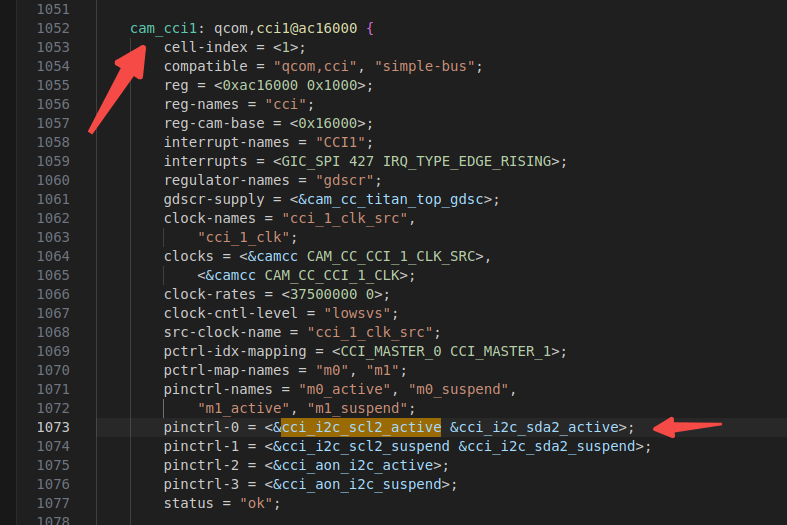 1051
1052 cam_cci1: qcom,cci1@ac16000 {
1053 cell-index = <1>;
1054 compatible = "qcom,cci", "simple-bus";
1055 reg = <0xac16000 0x1000>;
1056 reg-names = "cci";
1057 reg-cam-base = <0x16000>;
1058 interrupt-names = "CCI1";
1059 interrupts = <GIC_SPI 427 IRQ_TYPE_EDGE_RISING>;
1060 regulator-names = "gdscr";
1061 gdscr-supply = <&cam_cc_titan_top_gdsc>;
1062 clock-names = "cci_1_clk_src",
1063 "cci_1_clk";
1064 clocks = <&camcc CAM_CC_CCI_1_CLK_SRC>,
1065 <&camcc CAM_CC_CCI_1_CLK>;
1066 clock-rates = <37500000 0>;
1067 clock-cntl-level = "lowsvs";
1068 src-clock-name = "cci_1_clk_src";
1069 pctrl-idx-mapping = <CCI_MASTER_0 CCI_MASTER_1>;
1070 pctrl-map-names = "m0", "m1";
1071 pinctrl-names = "m0_active", "m0_suspend",
1072 "m1_active", "m1_suspend";
1073 pinctrl-0 = <&cci_i2c_scl2_active &cci_i2c_sda2_active>;
1074 pinctrl-1 = <&cci_i2c_scl2_suspend &cci_i2c_sda2_suspend>;
1075 pinctrl-2 = <&cci_aon_i2c_active>;
1076 pinctrl-3 = <&cci_aon_i2c_suspend>;
1077 status = "ok";
1078